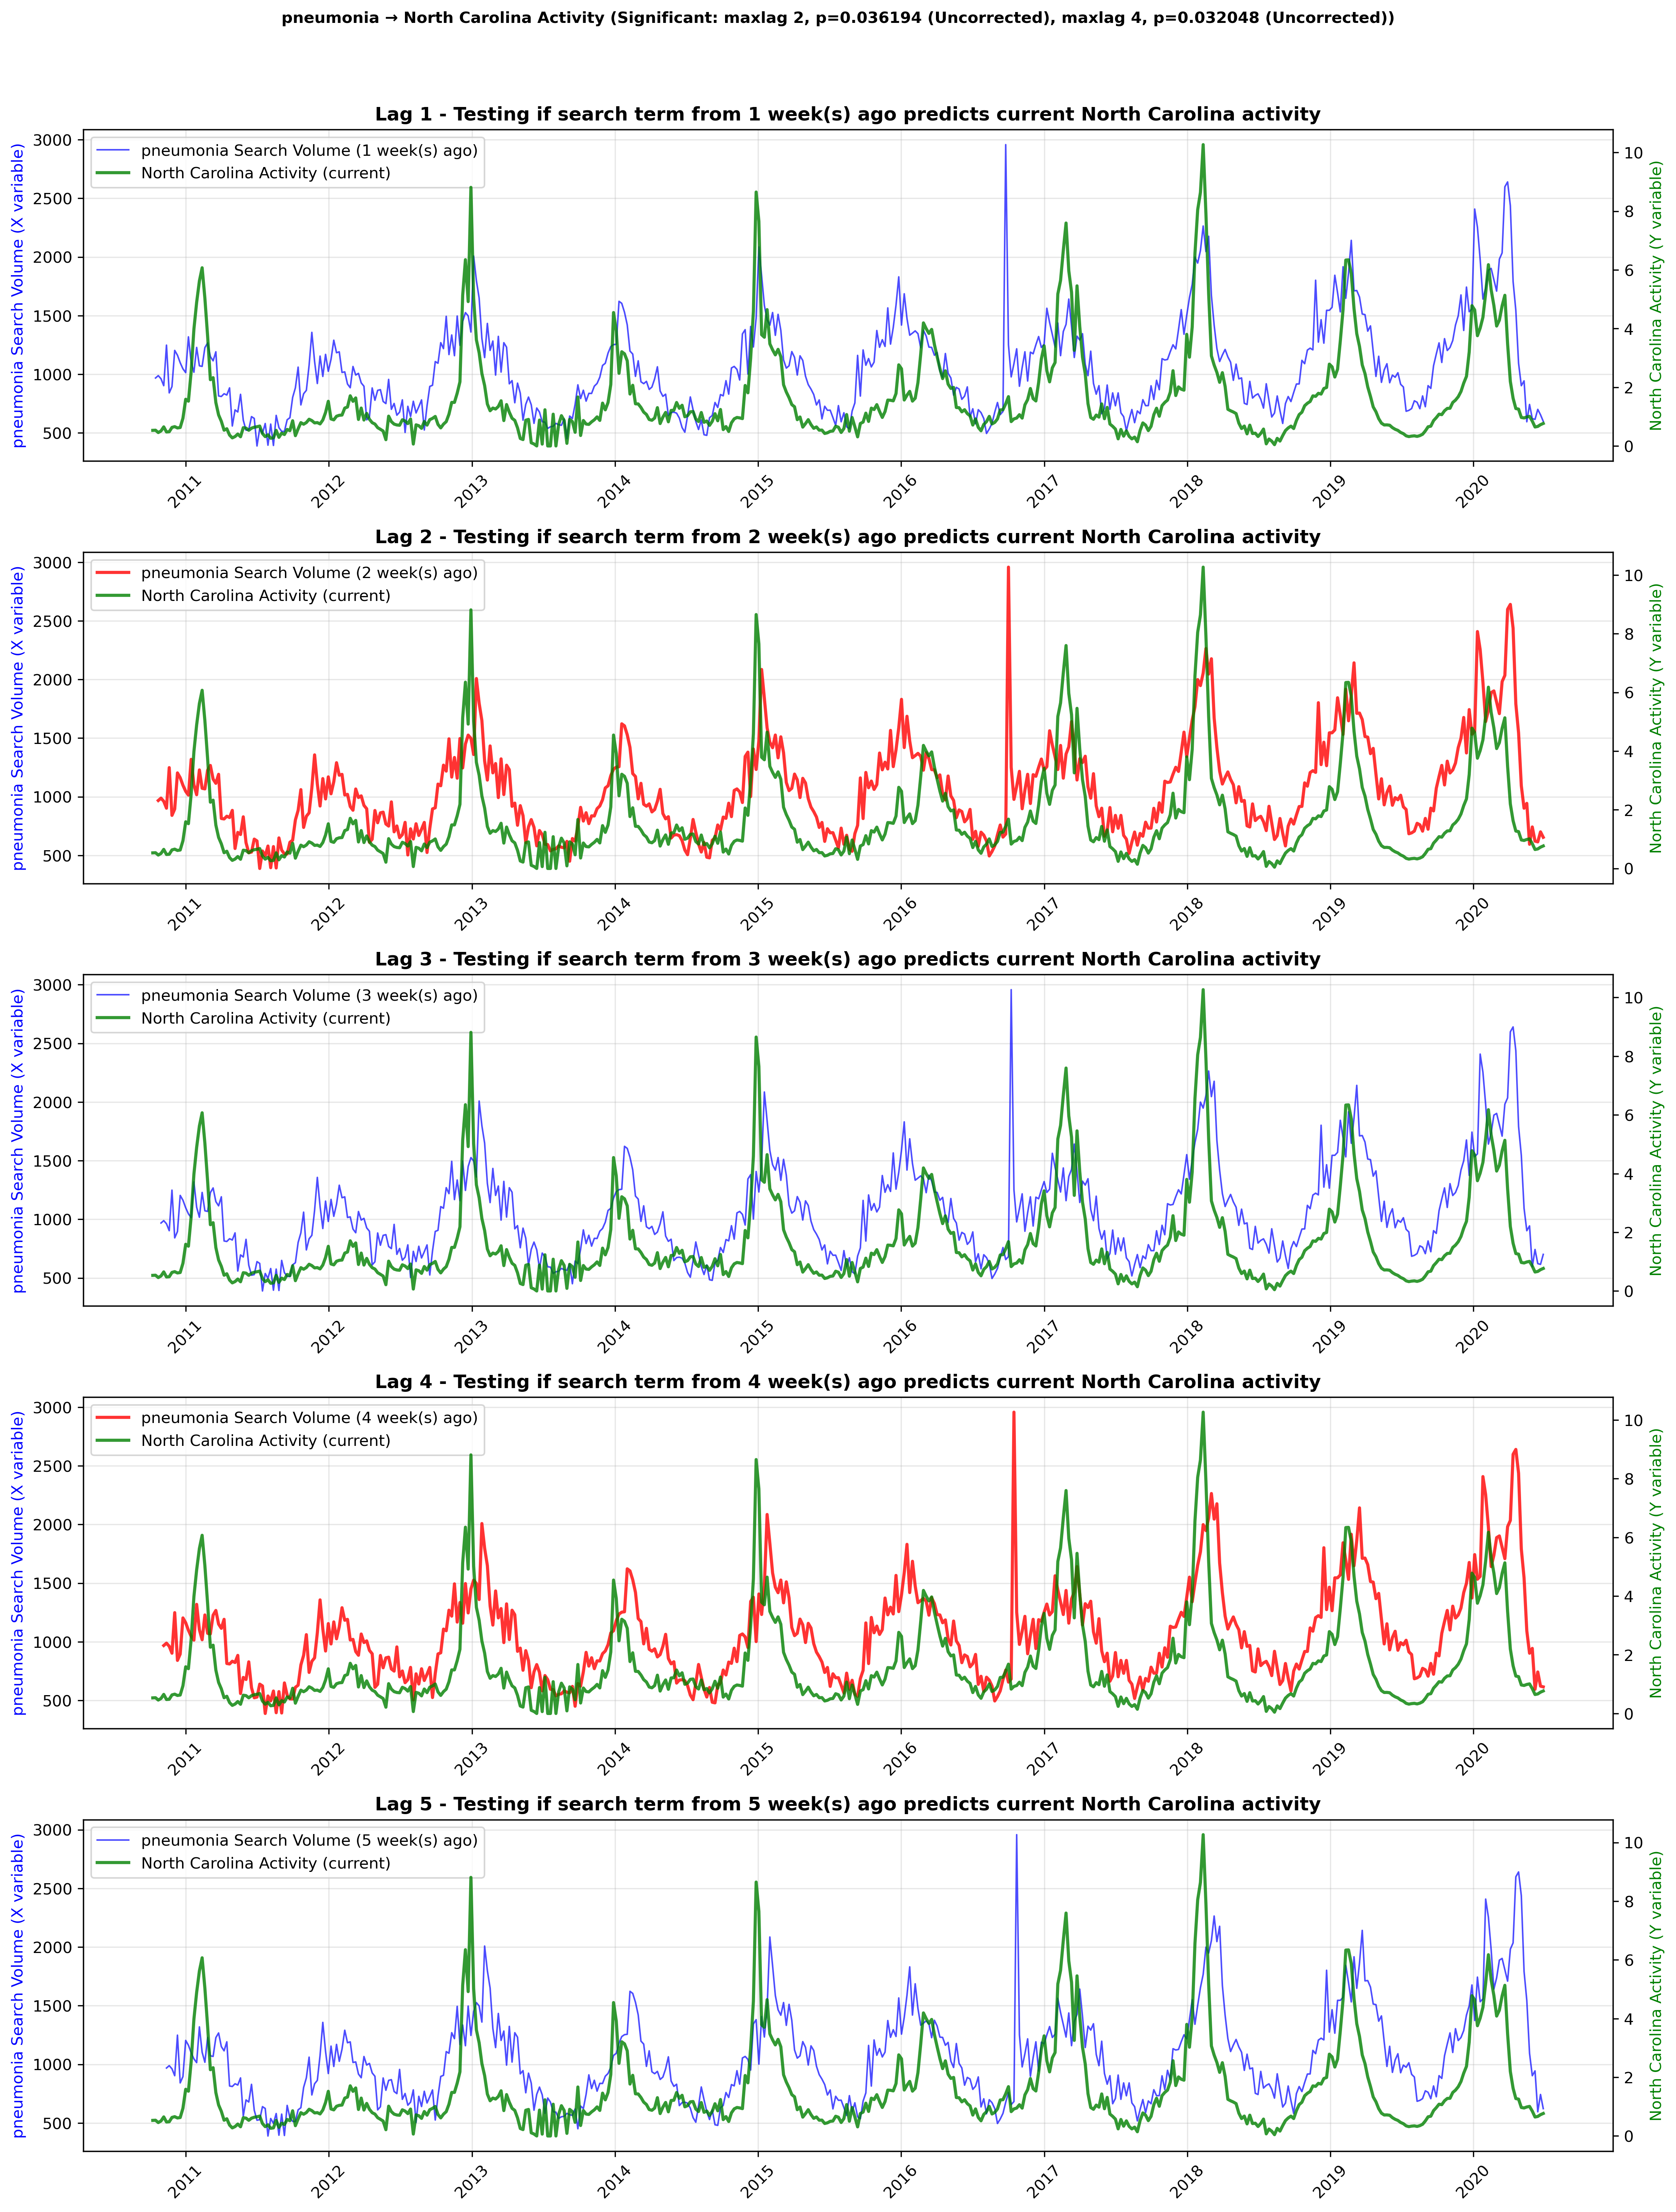 pneumonia → North Carolina Activity (Significant: maxlag 2, p=0.036194 (Uncorrected), maxlag 4, p=0.032048 (Uncorrected))
Lag 1 - Testing if search term from 1 week(s) ago predicts current North Carolina activity
pneumonia Search Volume (X variable)
3000
2500
2000
1500
1000
500
pneumonia Search Volume (1 week(s) ago)
North Carolina Activity (current)
10
8
6
4
2
0
North Carolina Activity (Y variable)
2011 2012 2013 2014 2015 2016 2017 2018 2019 2020
Lag 2 - Testing if search term from 2 week(s) ago predicts current North Carolina activity
pneumonia Search Volume (X variable)
3000
2500
2000
1500
1000
500
pneumonia Search Volume (2 week(s) ago)
North Carolina Activity (current)
10
8
6
4
2
0
North Carolina Activity (Y variable)
2011 2012 2013 2014 2015 2016 2017 2018 2019 2020
Lag 3 - Testing if search term from 3 week(s) ago predicts current North Carolina activity
pneumonia Search Volume (X variable)
3000
2500
2000
1500
1000
500
pneumonia Search Volume (3 week(s) ago)
North Carolina Activity (current)
10
8
6
4
2
0
North Carolina Activity (Y variable)
2011 2012 2013 2014 2015 2016 2017 2018 2019 2020
Lag 4 - Testing if search term from 4 week(s) ago predicts current North Carolina activity
pneumonia Search Volume (X variable)
3000
2500
2000
1500
1000
500
pneumonia Search Volume (4 week(s) ago)
North Carolina Activity (current)
10
8
6
4
2
0
North Carolina Activity (Y variable)
2011 2012 2013 2014 2015 2016 2017 2018 2019 2020
Lag 5 - Testing if search term from 5 week(s) ago predicts current North Carolina activity
pneumonia Search Volume (X variable)
3000
2500
2000
1500
1000
500
pneumonia Search Volume (5 week(s) ago)
North Carolina Activity (current)
10
8
6
4
2
0
North Carolina Activity (Y variable)
2011 2012 2013 2014 2015 2016 2017 2018 2019 2020